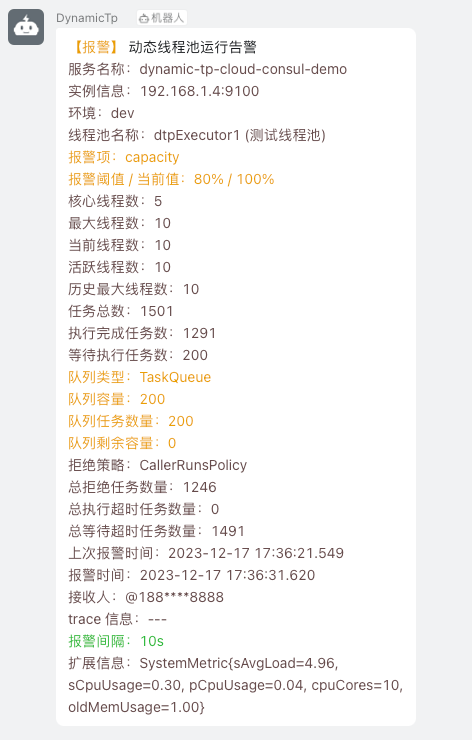 DynamicTp 机器人
【报警】 动态线程池运行告警
服务名称：dynamic-tp-cloud-consul-demo
实例信息：192.168.1.4:9100
环境：dev
线程池名称：dtpExecutor1 (测试线程池)
报警项：capacity
报警阈值 / 当前值：80% / 100%
核心线程数：5
最大线程数：10
当前线程数：10
活跃线程数：10
历史最大线程数：10
任务总数：1501
执行完成任务数：1291
等待执行任务数：200
队列类型：TaskQueue
队列容量：200
队列任务数量：200
队列剩余容量：0
拒绝策略：CallerRunsPolicy
总拒绝任务数量：1246
总执行超时任务数量：0
总等待超时任务数量：1491
上次报警时间：2023-12-17 17:36:21.549
报警时间：2023-12-17 17:36:31.620
接收人：@188****8888
trace 信息：---
报警间隔：10s
扩展信息：SystemMetric{sAvgLoad=4.96,
sCpuUsage=0.30, pCpuUsage=0.04, cpuCores=10,
oldMemUsage=1.00}